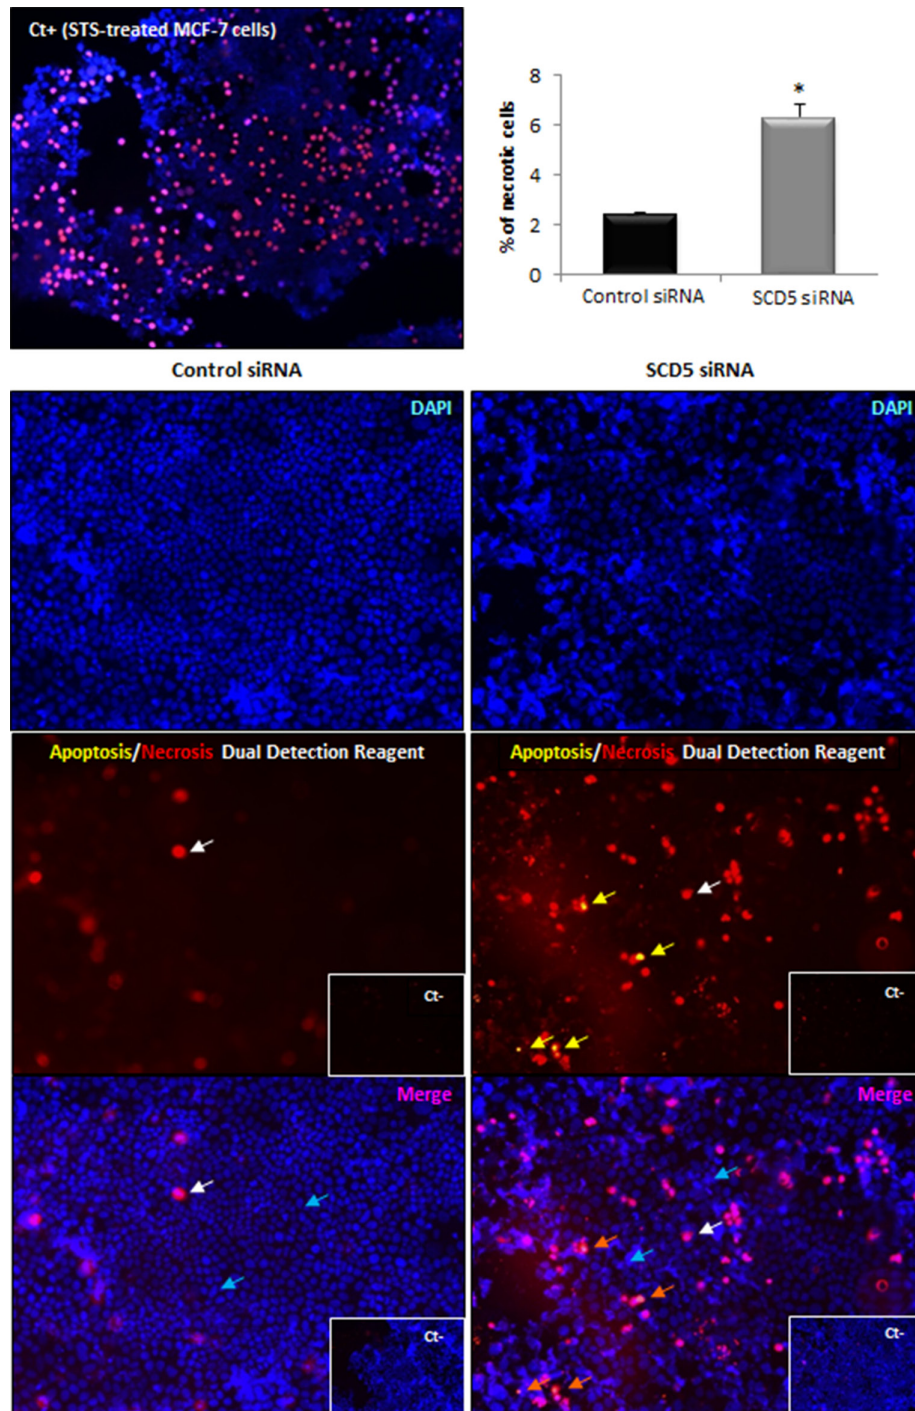 Ct+ (STS-treated MCF-7 cells)
% of necrotic cells
8
6
4
2
0
*
Control siRNA
SCD5 siRNA
Control siRNA
SCD5 siRNA
DAPI
DAPI
Apoptosis/Necrosis Dual Detection Reagent
Apoptosis/Necrosis Dual Detection Reagent
Ct-
Ct-
Merge
Merge
Ct-
Ct-